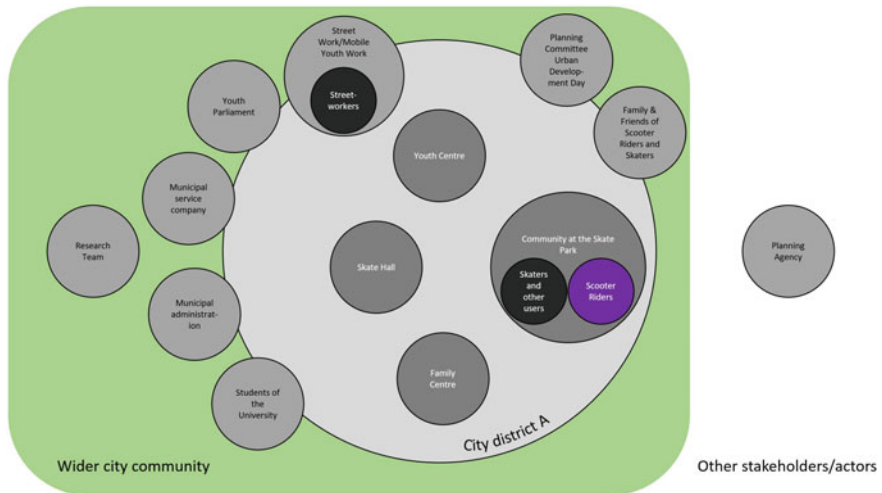 Street
Work/Mobile
Youth Work
Street-
workers
Planning
Committee
Urban
Develop-
ment Day
Youth
Parliament
Family &
Friends of
Scooter
Riders and
Skaters
Youth Centre
Municipal
service
company
Research
Team
Community at the Skate
Park
Planning
Agency
Skate Hall
Skaters
and
other
users
Scooter
Riders
Municipal
administrat-
ion
Family
Centre
Students of
the
University
City district A
Wider city community
Other stakeholders/actors